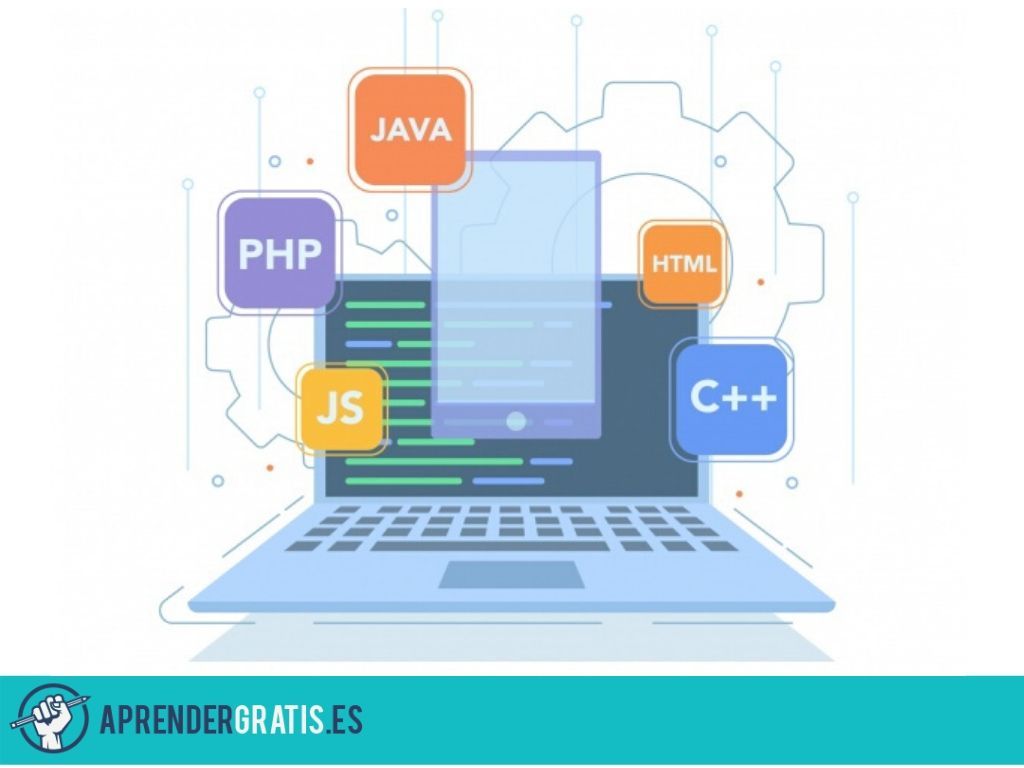 JAVA
PHP
HTML
JS
C++
APRENDERGRATIS.ES